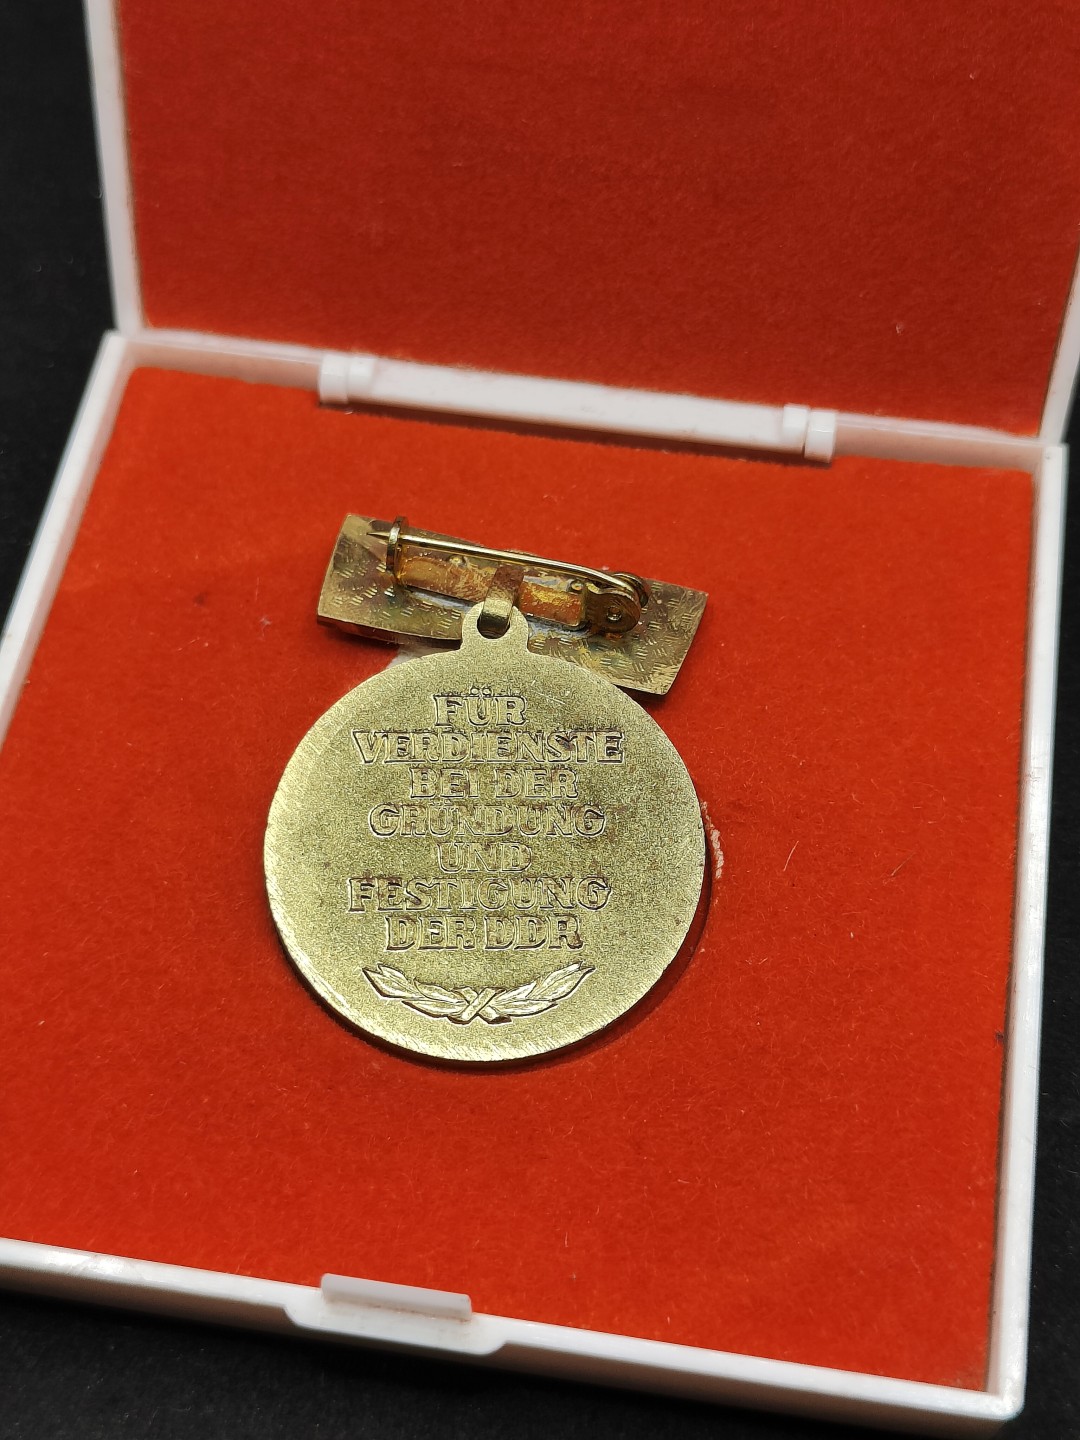 FÜR
VERDIENSTE
BEI DER
GRÜNDUNG
UND
FESTIGUNG
DER DDR